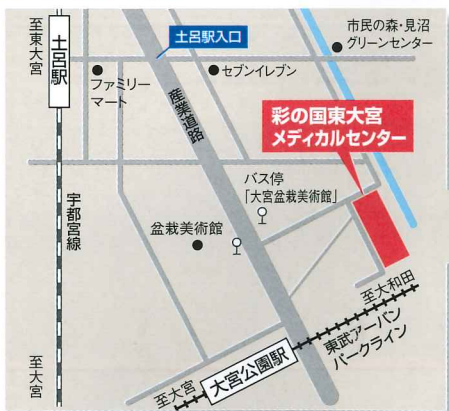 至東大宮
土呂駅
土呂駅入口
市民の森・見沼
グリーンセンター
ファミリー
マート
セブンイレブン
産業道路
彩の国東大宮
メディカルセンター
バス停
「大宮盆栽美術館」
宇都宮線
盆栽美術館
至大和田
東武アーバン
パークライン
大宮公園駅
至大宮
至大宮